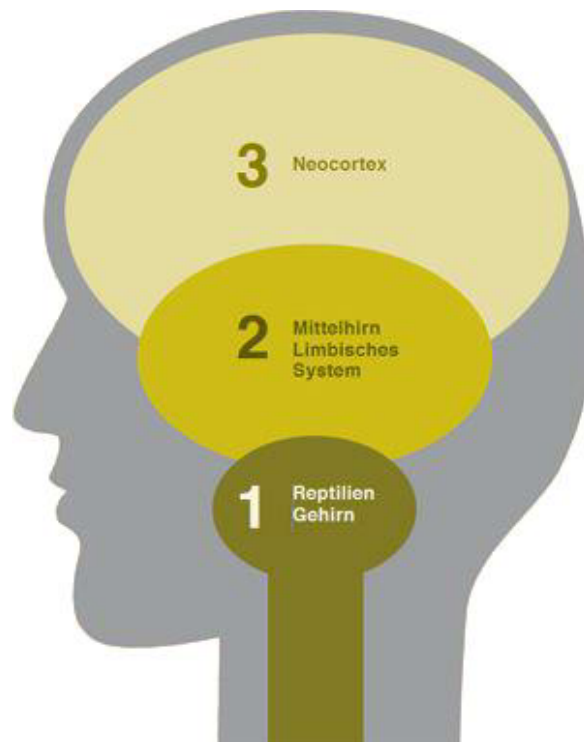 3 Neocortex
2 Mittelhirn
Limbisches
System
1 Reptilien
Gehirn